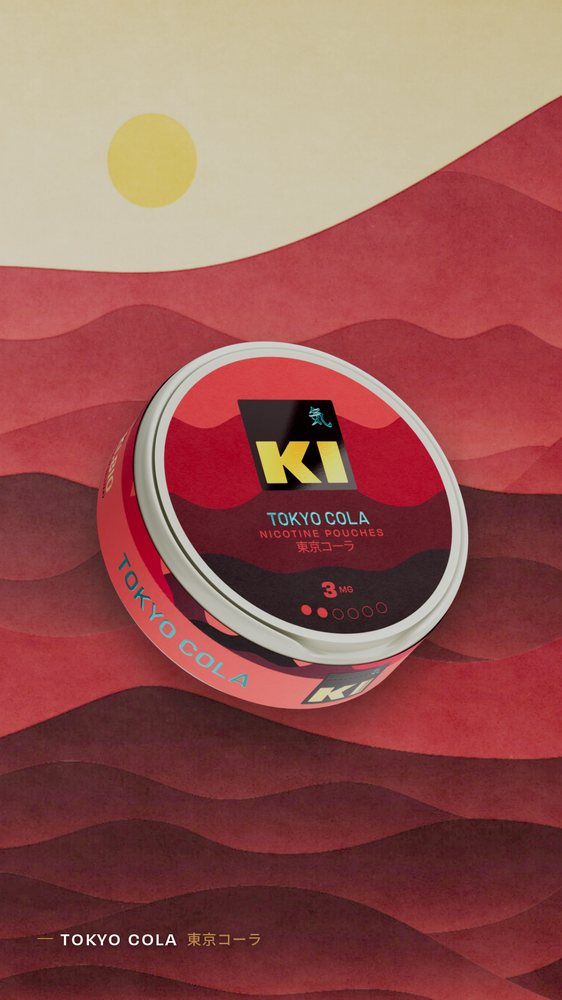 気
KI
TOKYO COLA
NICOTINE POUCHES
東京コーラ
3 MG
TOKYO COLA
KI
— TOKYO COLA 東京コーラ